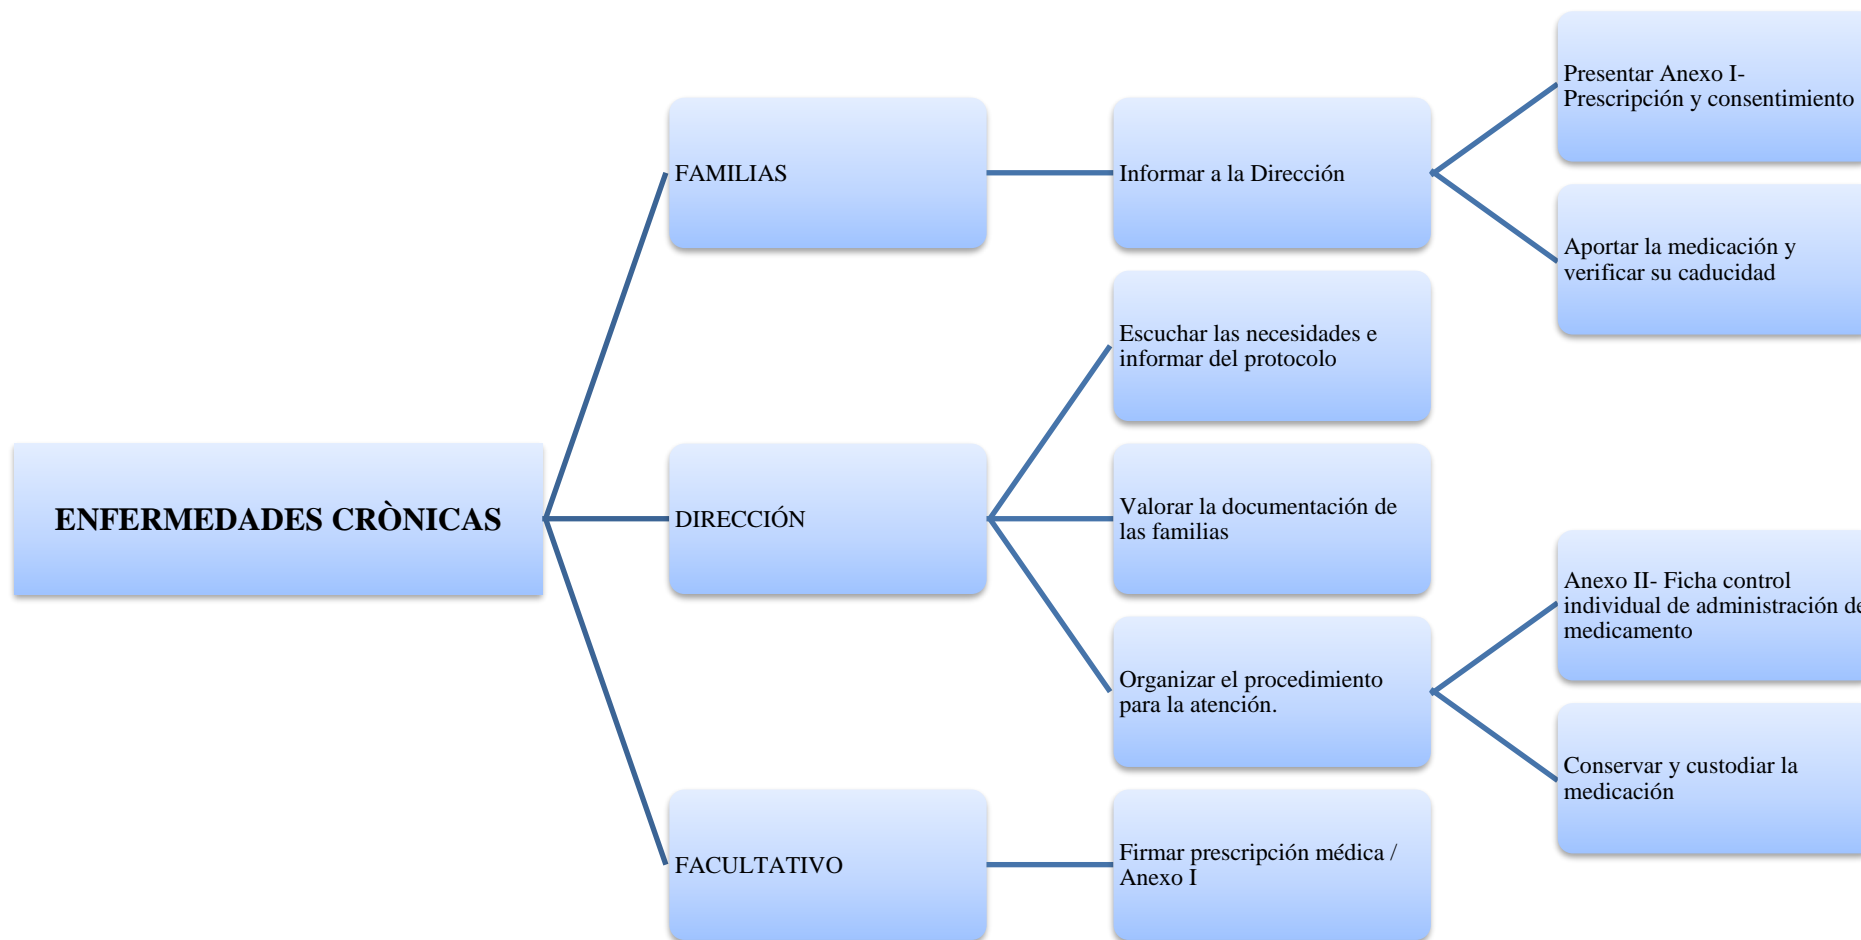 ENFERMEDADES CRÒNICAS
FAMILIAS
Informar a la Dirección
Presentar Anexo I-
Prescripción y consentimiento
Aportar la medicación y
verificar su caducidad
DIRECCIÓN
Escuchar las necesidades e
informar del protocolo
Valorar la documentación de
las familias
Organizar el procedimiento
para la atención.
Anexo II- Ficha control
individual de administración de
medicamento
Conservar y custodiar la
medicación
FACULTATIVO
Firmar prescripción médica /
Anexo I